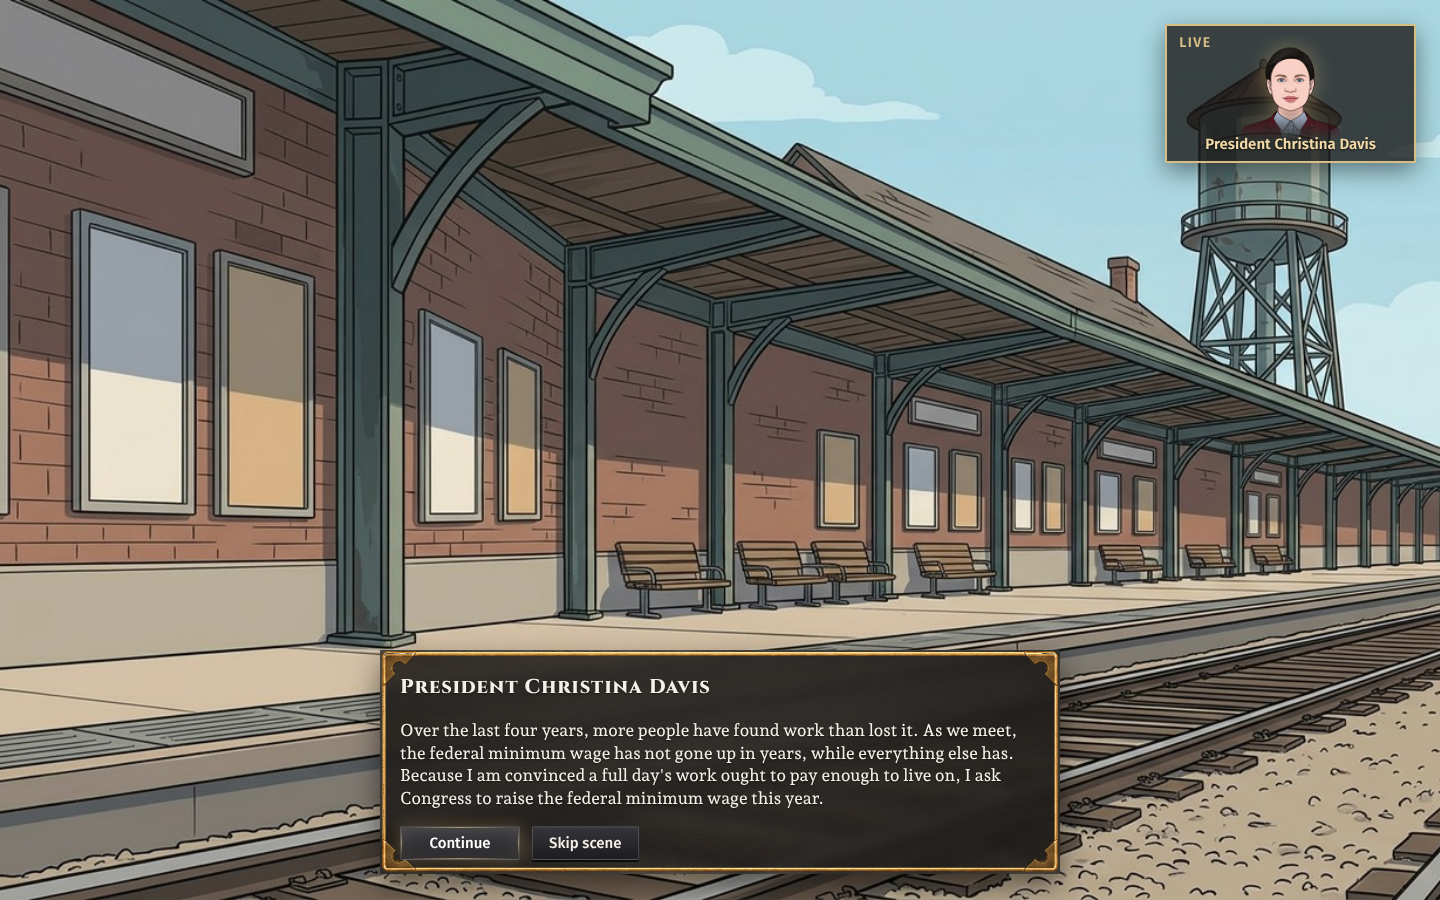 LIVE
President Christina Davis
President Christina Davis
Over the last four years, more people have found work than lost it. As we meet,
the federal minimum wage has not gone up in years, while everything else has.
Because I am convinced a full day's work ought to pay enough to live on, I ask
Congress to raise the federal minimum wage this year.
Continue
Skip scene